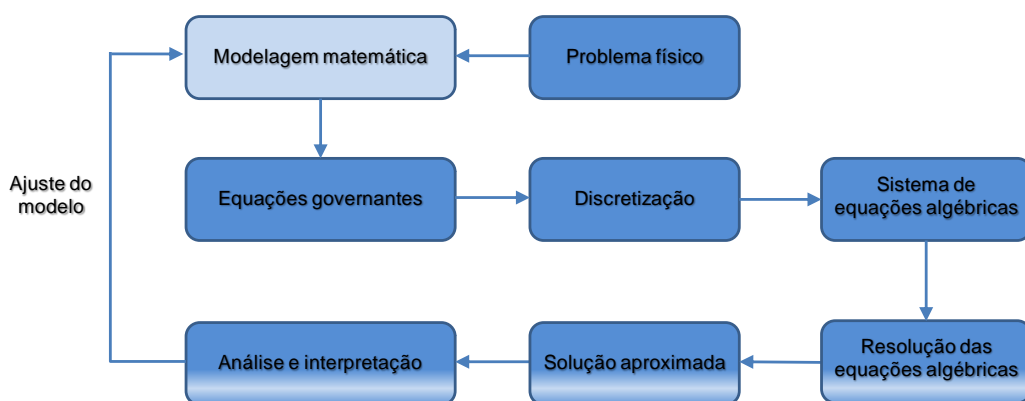 Modelagem matemática
Problema físico
Ajuste do
modelo
Equações governantes
Discretização
Sistema de
equações algébricas
Análise e interpretação
Solução aproximada
Resolução das
equações algébricas